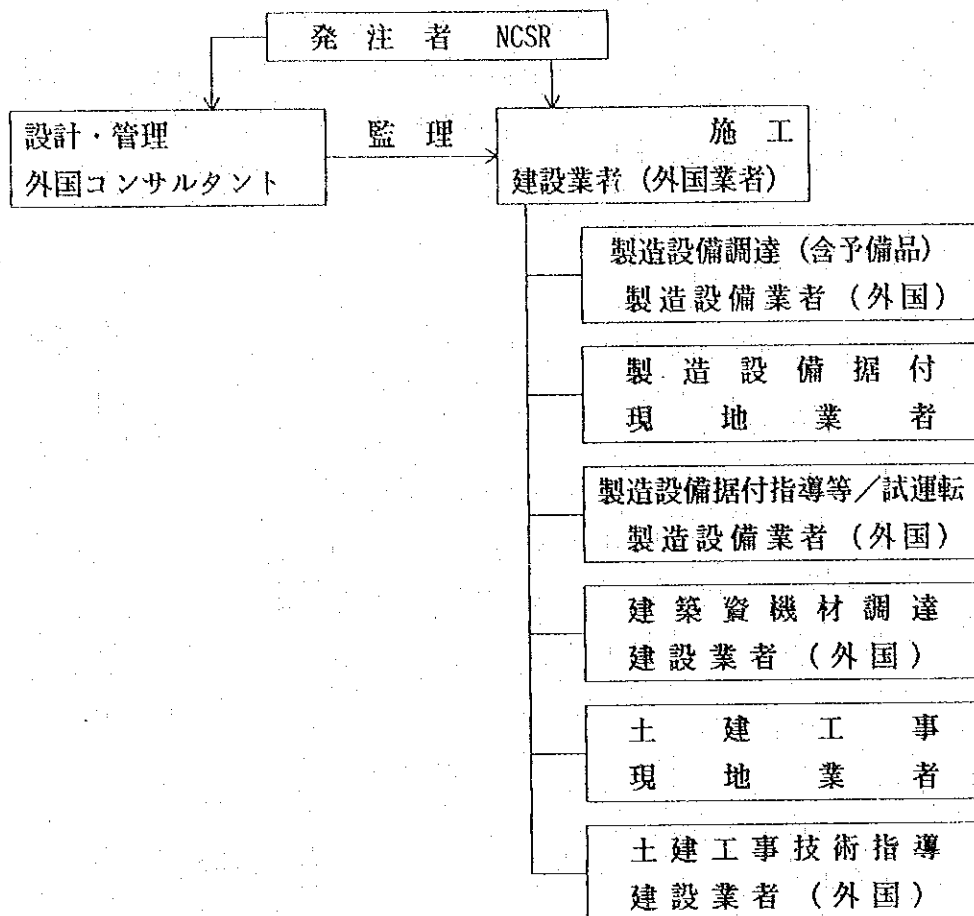 発注者 NCSR
設計・管理
外国コンサルタント
監理
施工
建設業者 (外国業者)
製造設備調達 (含予備品)
製造設備業者 (外国)
製造設備据付
現地業者
製造設備据付指導等／試運転
製造設備業者 (外国)
建築資機材調達
建設業者 (外国)
土建工事
現地業者
土建工事技術指導
建設業者 (外国)